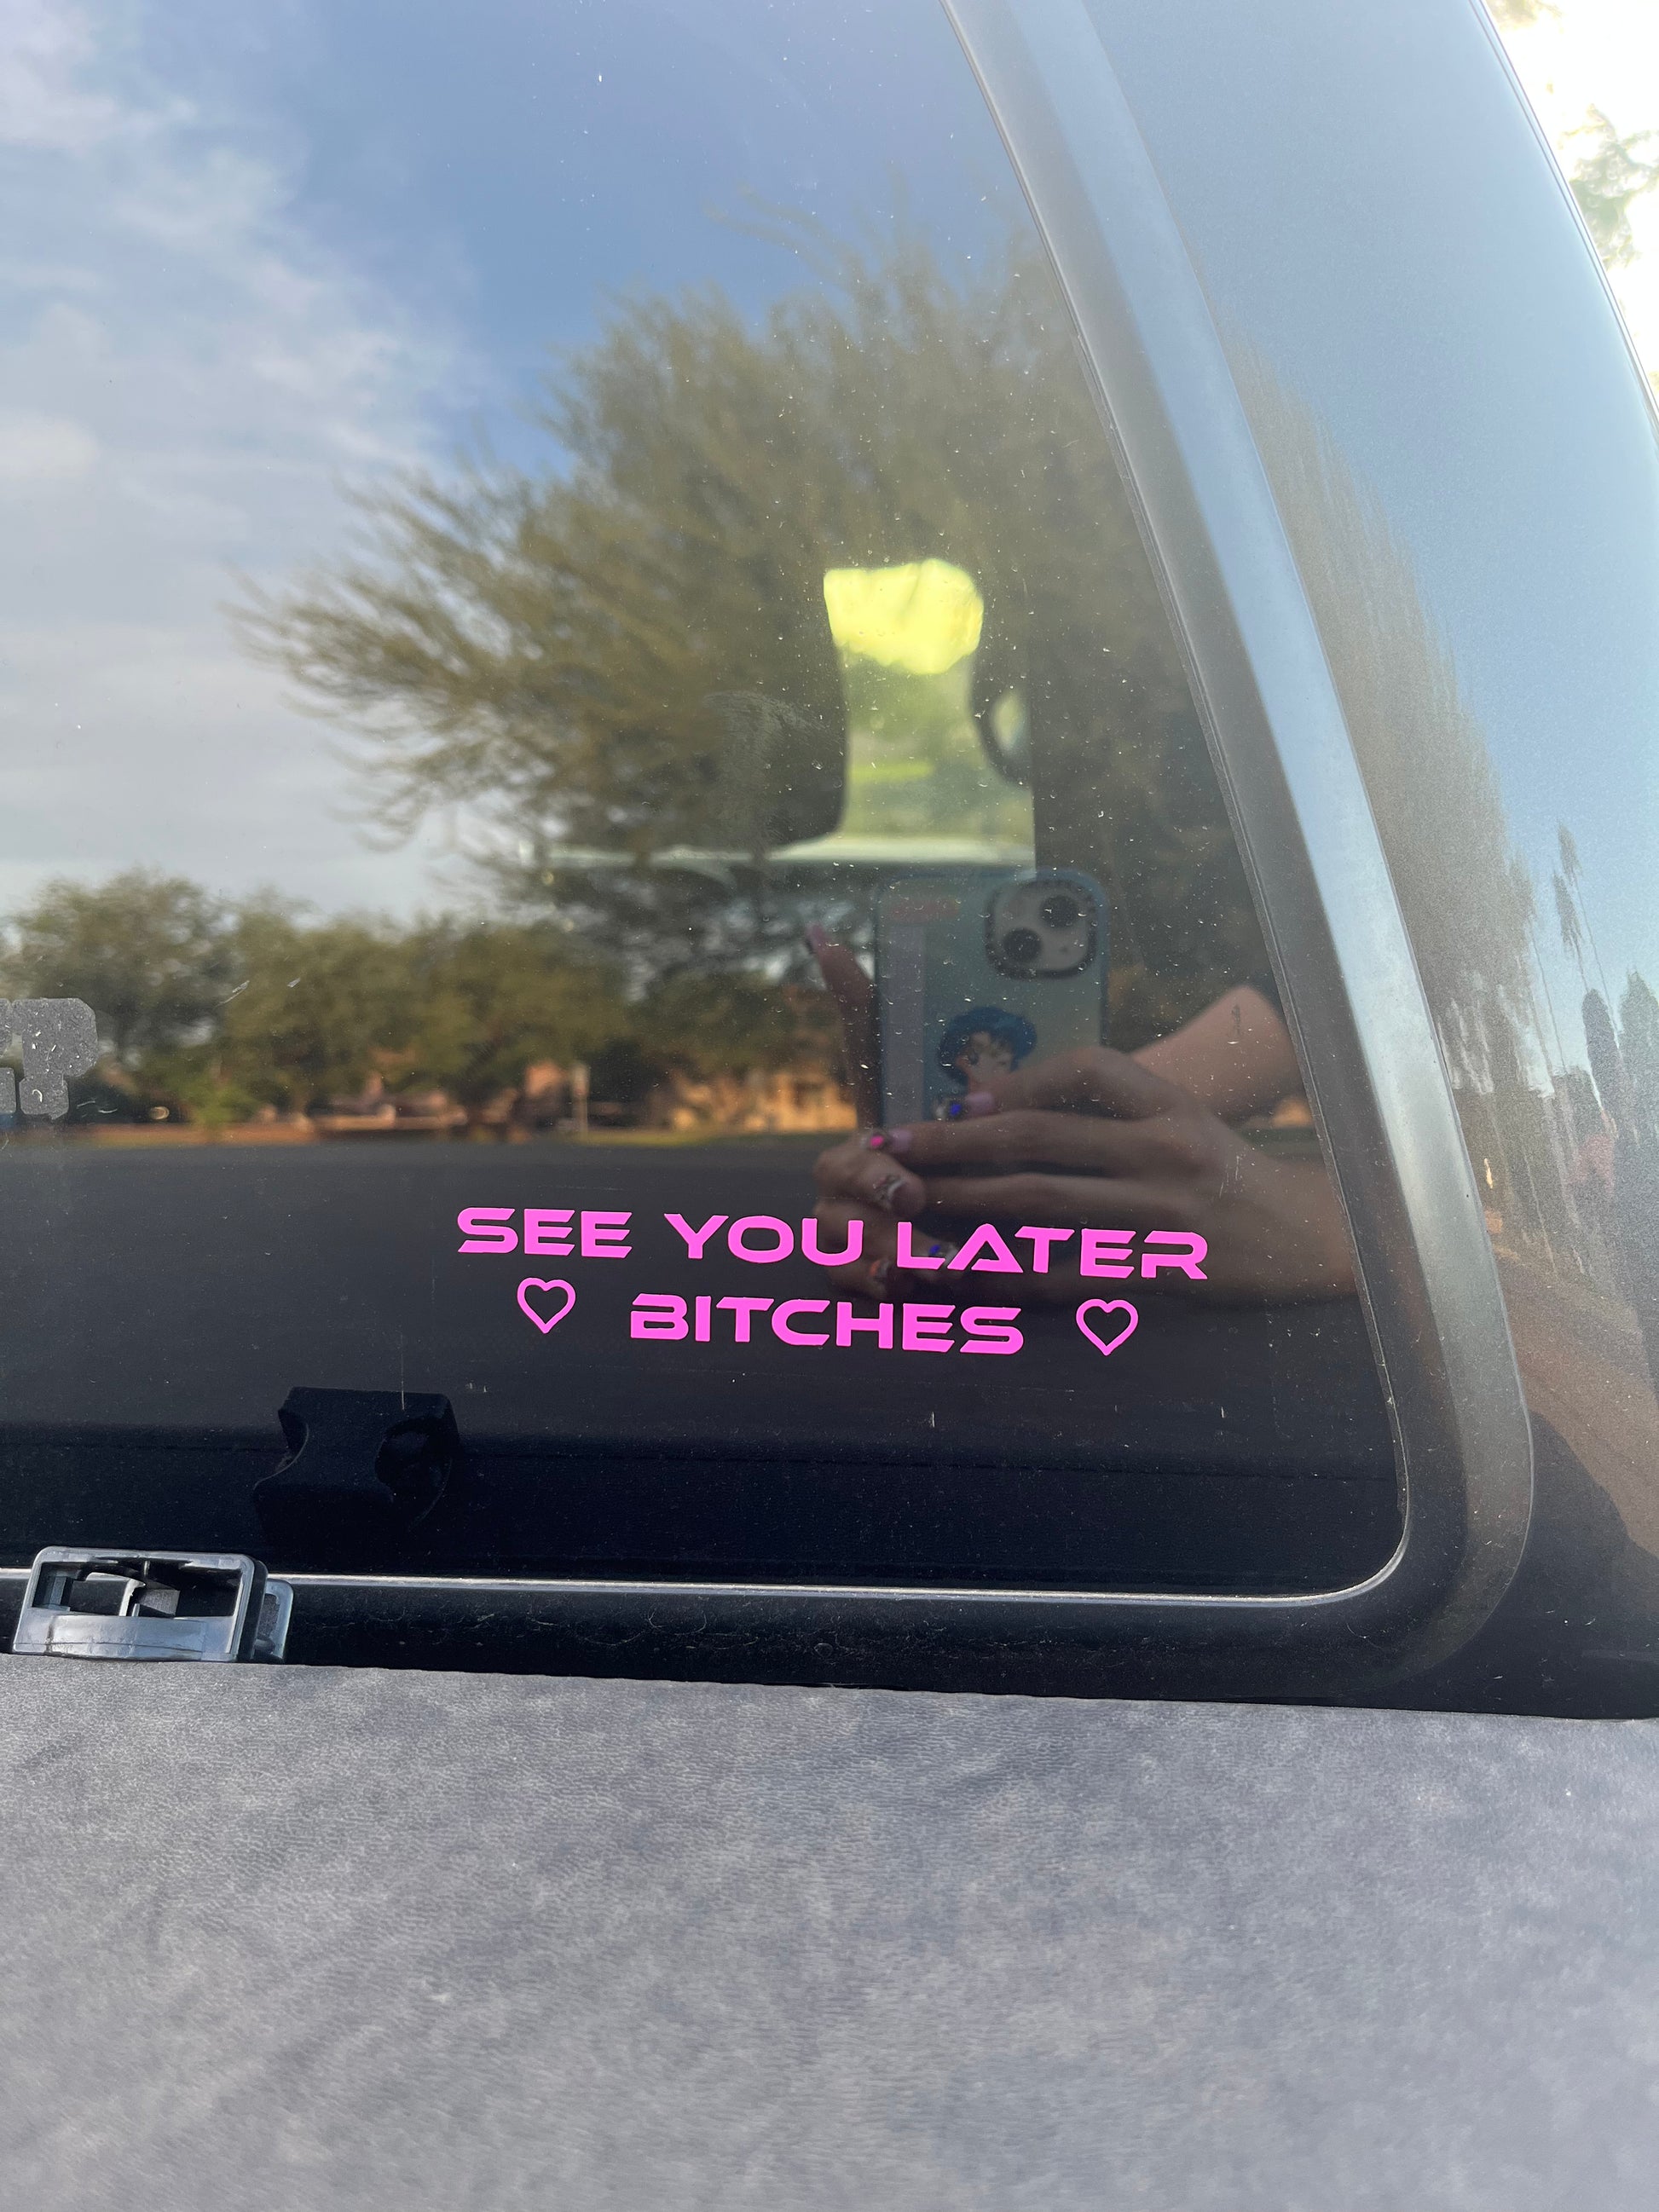 SEE YOU LATER
♡ BITCHES ♡